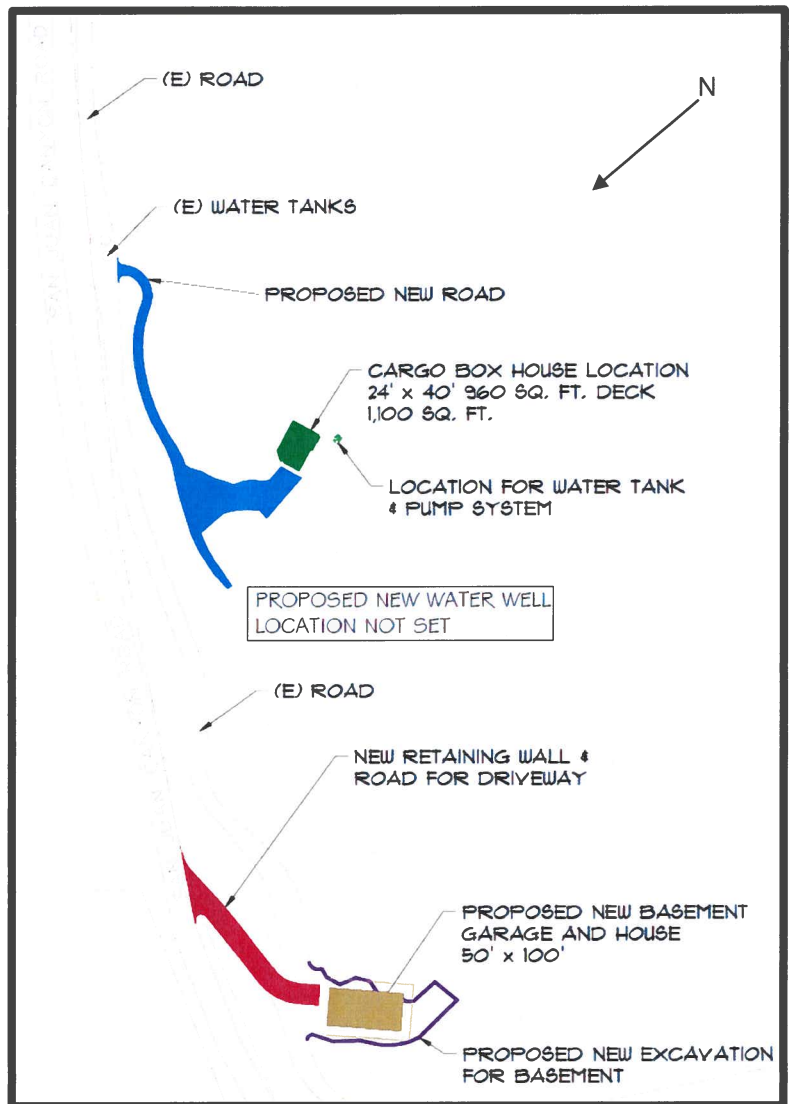 (E) ROAD
N
(E) WATER TANKS
PROPOSED NEW ROAD
CARGO BOX HOUSE LOCATION
24' x 40' 960 SQ. FT. DECK
1,100 SQ. FT.
LOCATION FOR WATER TANK
& PUMP SYSTEM
PROPOSED NEW WATER WELL
LOCATION NOT SET
(E) ROAD
NEW RETAINING WALL &
ROAD FOR DRIVEWAY
PROPOSED NEW BASEMENT
GARAGE AND HOUSE
50' x 100'
PROPOSED NEW EXCAVATION
FOR BASEMENT